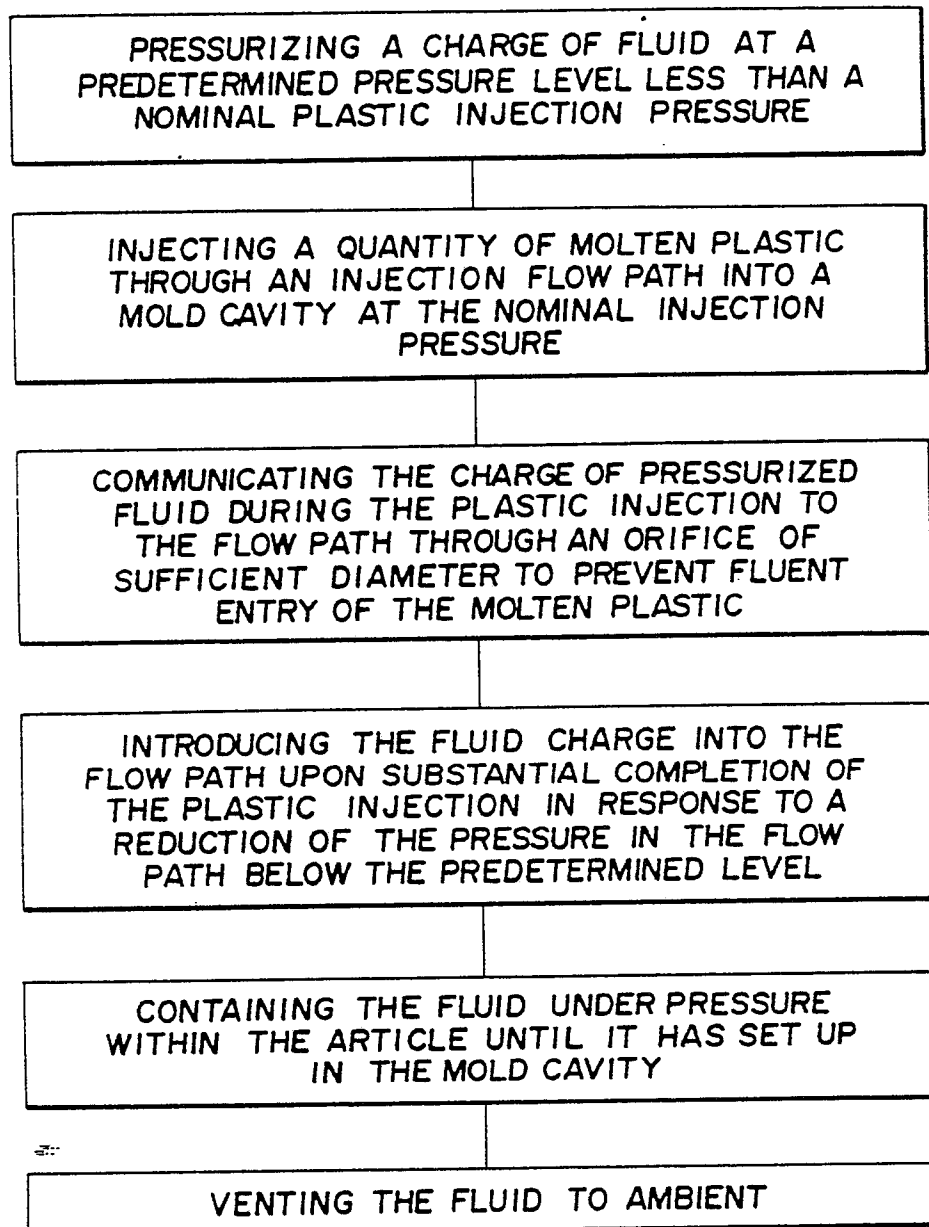 PRESSURIZING A CHARGE OF FLUID AT A
PREDETERMINED PRESSURE LEVEL LESS THAN A
NOMINAL PLASTIC INJECTION PRESSURE
INJECTING A QUANTITY OF MOLTEN PLASTIC
THROUGH AN INJECTION FLOW PATH INTO A
MOLD CAVITY AT THE NOMINAL INJECTION
PRESSURE
COMMUNICATING THE CHARGE OF PRESSURIZED
FLUID DURING THE PLASTIC INJECTION TO
THE FLOW PATH THROUGH AN ORIFICE OF
SUFFICIENT DIAMETER TO PREVENT FLUENT
ENTRY OF THE MOLTEN PLASTIC
INTRODUCING THE FLUID CHARGE INTO THE
FLOW PATH UPON SUBSTANTIAL COMPLETION OF
THE PLASTIC INJECTION IN RESPONSE TO A
REDUCTION OF THE PRESSURE IN THE FLOW
PATH BELOW THE PREDETERMINED LEVEL
CONTAINING THE FLUID UNDER PRESSURE
WITHIN THE ARTICLE UNTIL IT HAS SET UP
IN THE MOLD CAVITY
VENTING THE FLUID TO AMBIENT